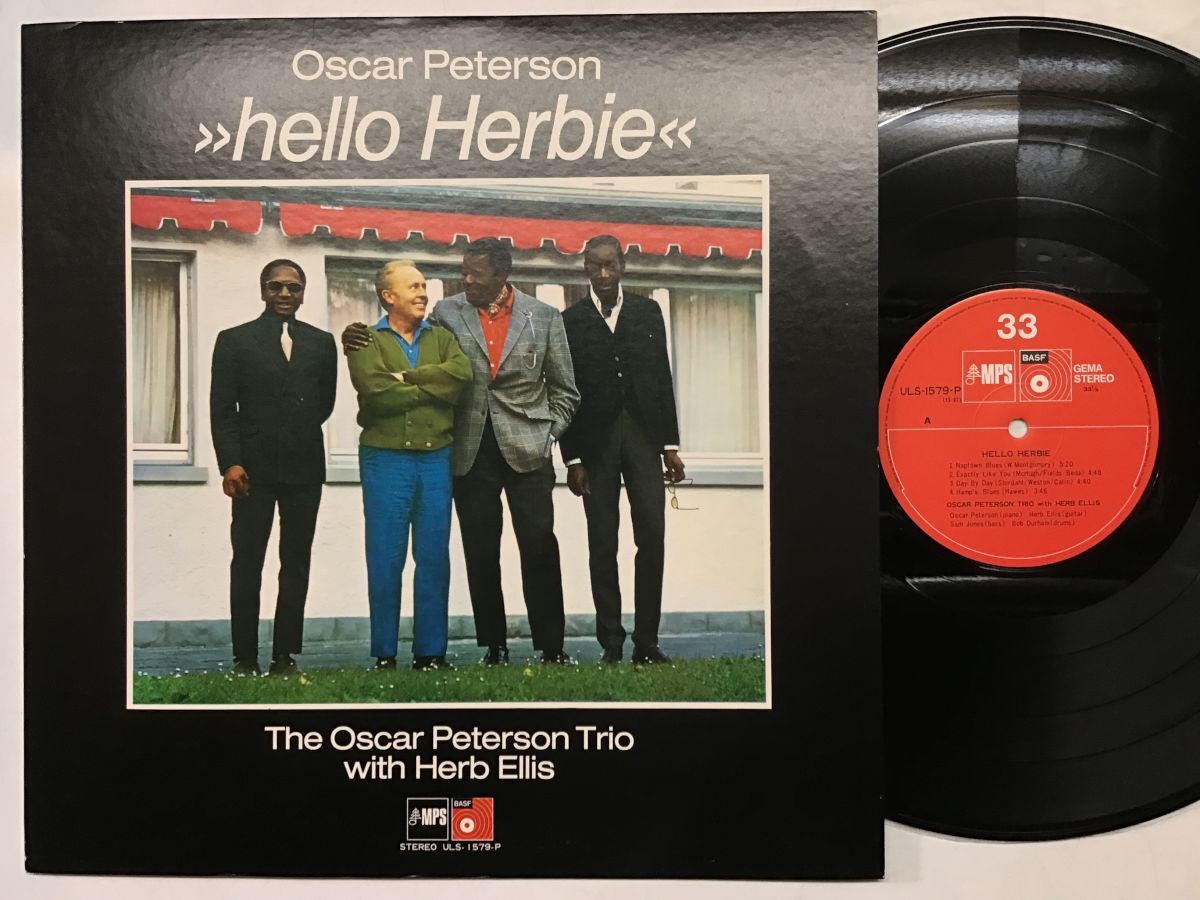 Oscar Peterson
»hello Herbie«
The Oscar Peterson Trio
with Herb Ellis
MPS
BASF
STEREO ULS-1579-P
33
MPS
BASF
GEMA
STEREO
33⅓
ULS-1579-P
A
HELLO HERBIE
1. Naptown Blues (W. Montgomery) 5:20
2. Exactly Like You (McHugh/Fields/Beda) 4:48
3. Day By Day (Stordahl/Weston/Cahn) 4:40
4. Hamp's Blues (Hawes) 3:46
OSCAR PETERSON TRIO with HERB ELLIS
Oscar Peterson (piano) Herb Ellis (guitar)
Sam Jones (bass) Bob Durham (drums)